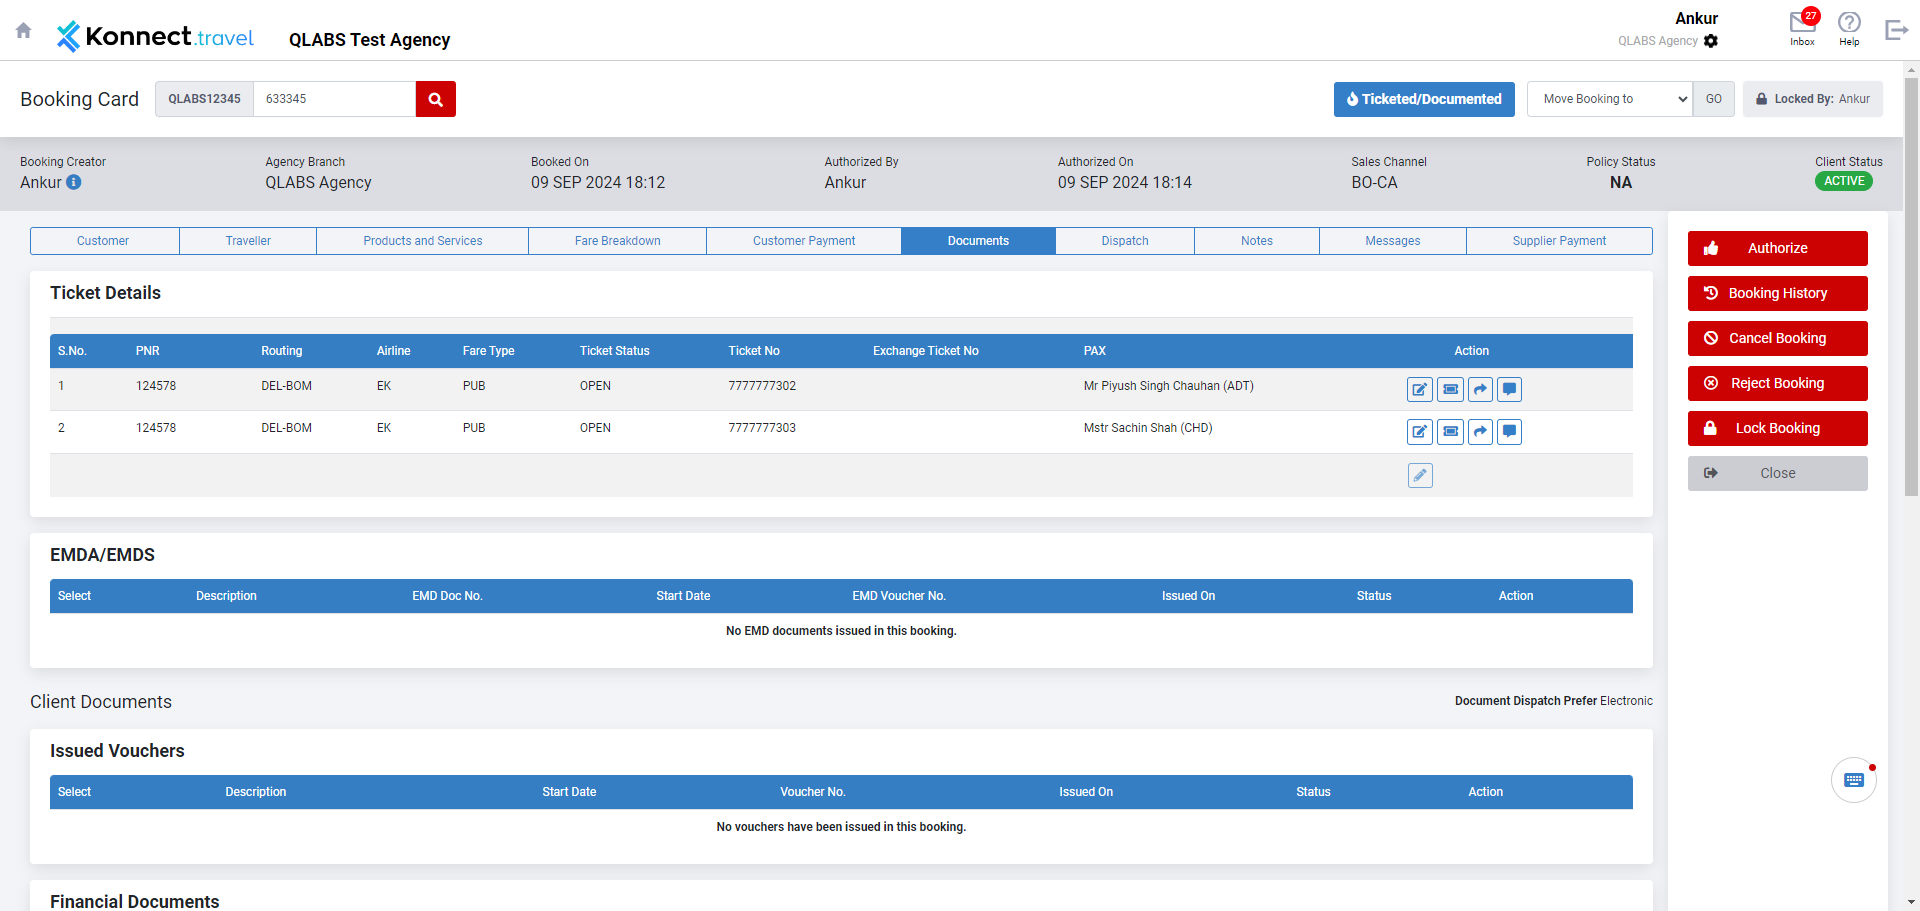 Konnect.travel
QLABS Test Agency
Ankur
QLABS Agency
27
Inbox
Help
Booking Card
QLABS12345
633345
Ticketed/Documented
Move Booking to
GO
Locked By: Ankur
Booking Creator
Ankur
Agency Branch
QLABS Agency
Booked On
09 SEP 2024 18:12
Authorized By
Ankur
Authorized On
09 SEP 2024 18:14
Sales Channel
BO-CA
Policy Status
NA
Client Status
ACTIVE
Customer Traveller Products and Services Fare Breakdown Customer Payment Documents Dispatch Notes Messages Supplier Payment
Authorize
Booking History
Cancel Booking
Reject Booking
Lock Booking
Close
Ticket Details
S.No. PNR Routing Airline Fare Type Ticket Status Ticket No Exchange Ticket No PAX Action
1 124578 DEL-BOM EK PUB OPEN 7777777302 Mr Piyush Singh Chauhan (ADT)
2 124578 DEL-BOM EK PUB OPEN 7777777303 Mstr Sachin Shah (CHD)
EMDA/EMDS
Select Description EMD Doc No. Start Date EMD Voucher No. Issued On Status Action
No EMD documents issued in this booking.
Client Documents
Document Dispatch Prefer Electronic
Issued Vouchers
Select Description Start Date Voucher No. Issued On Status Action
No vouchers have been issued in this booking.
Financial Documents